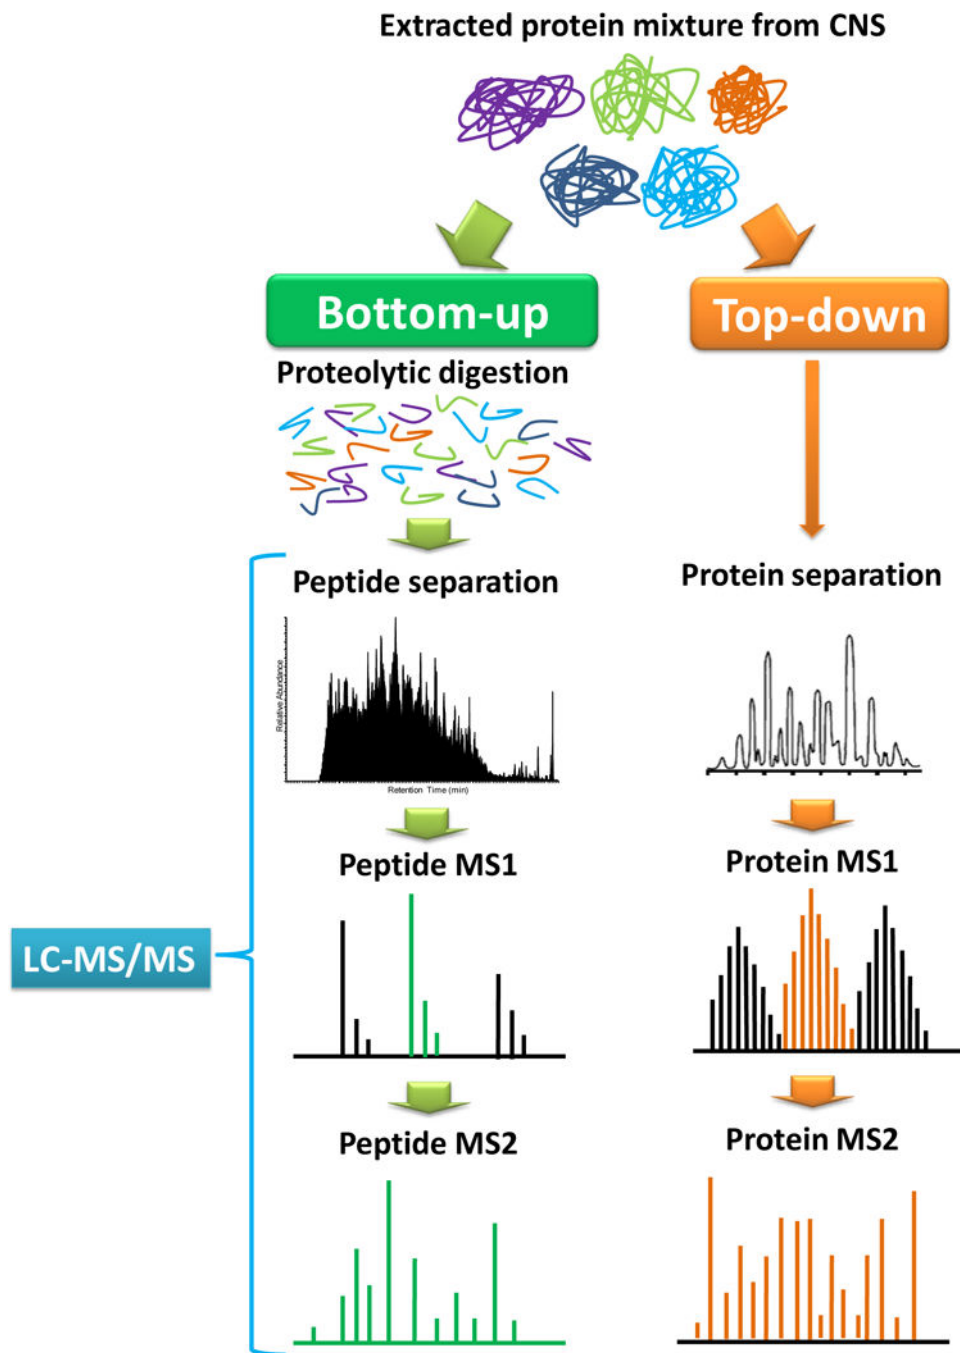 Extracted protein mixture from CNS
Bottom-up
Top-down
Proteolytic digestion
Peptide separation
Protein separation
Relative Abundance
Retention Time (min)
Peptide MS1
Protein MS1
LC-MS/MS
Peptide MS2
Protein MS2